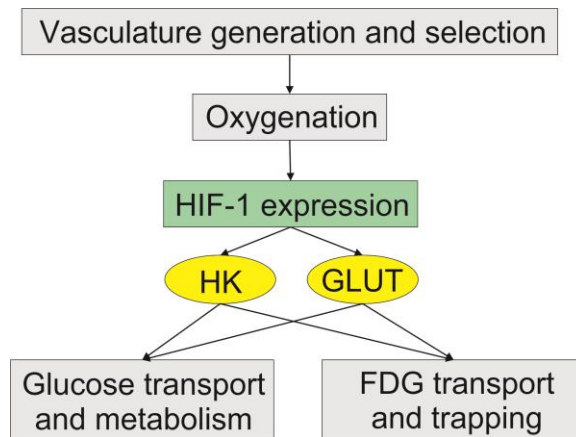 Vasculature generation and selection
Oxygenation
HIF-1 expression
HK
GLUT
Glucose transport
and metabolism
FDG transport
and trapping